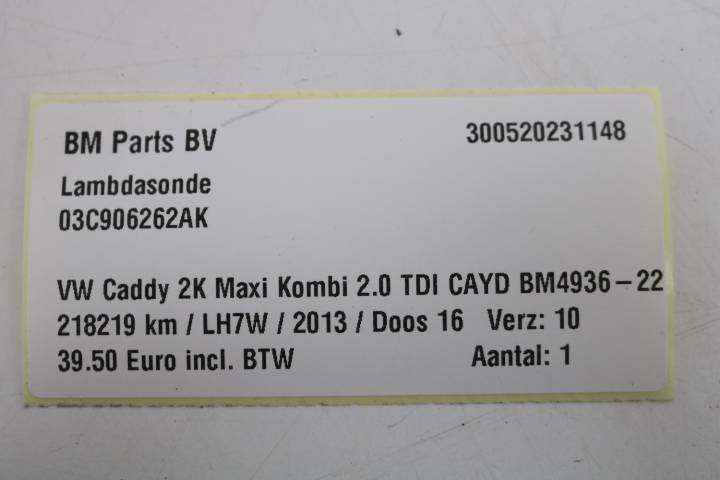 BM Parts BV 300520231148
Lambdasonde
03C906262AK
VW Caddy 2K Maxi Kombi 2.0 TDI CAYD BM4936-22
218219 km / LH7W / 2013 / Doos 16 Verz: 10
39.50 Euro incl. BTW Aantal: 1